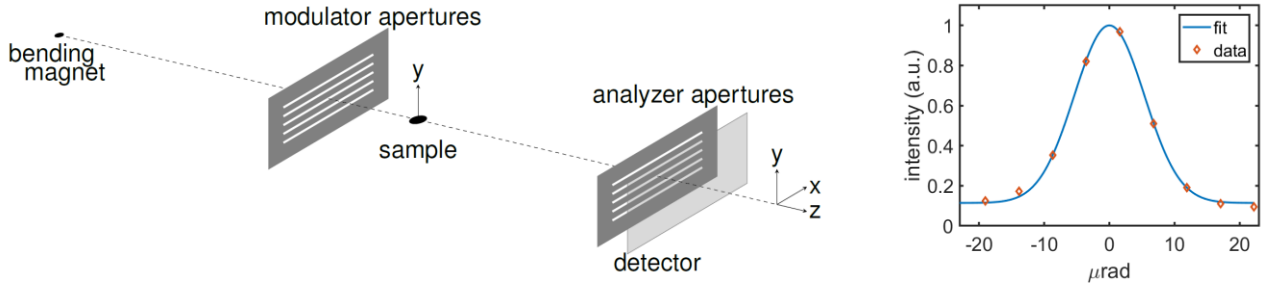 modulator apertures
bending
magnet
y
sample
analyzer apertures
y
x
z
detector
fit
data
intensity (a.u.)
1
0.8
0.6
0.4
0.2
0
-20 -10 0 10 20
μrad